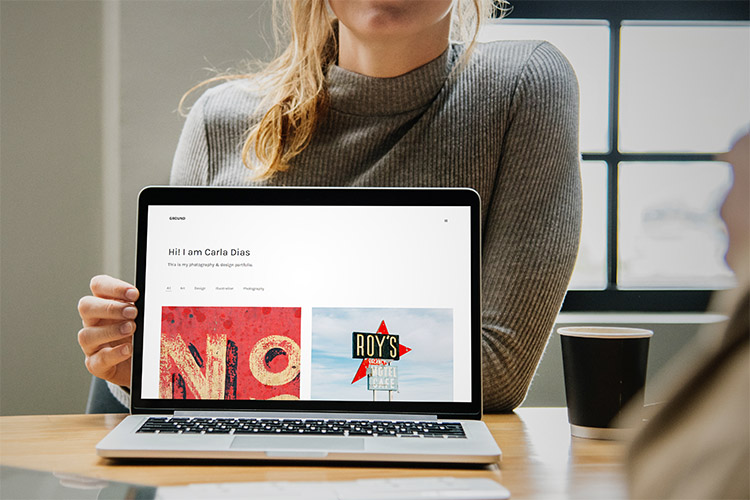 GROUND
Hi! I am Carla Dias
This is my photography & design portfolio
All Art Design Illustration Photography
NO
ROY'S
MOTEL
CAFE